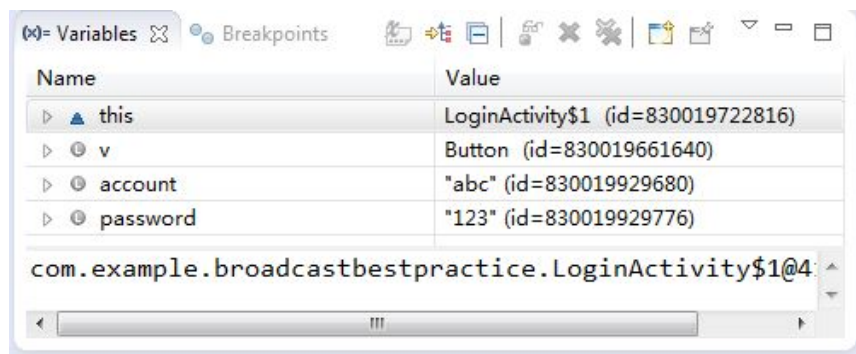 (x)= Variables Breakpoints
Name Value
this LoginActivity$1 (id=830019722816)
v Button (id=830019661640)
account "abc" (id=830019929680)
password "123" (id=830019929776)
com.example.broadcastbestpractice.LoginActivity$1@4